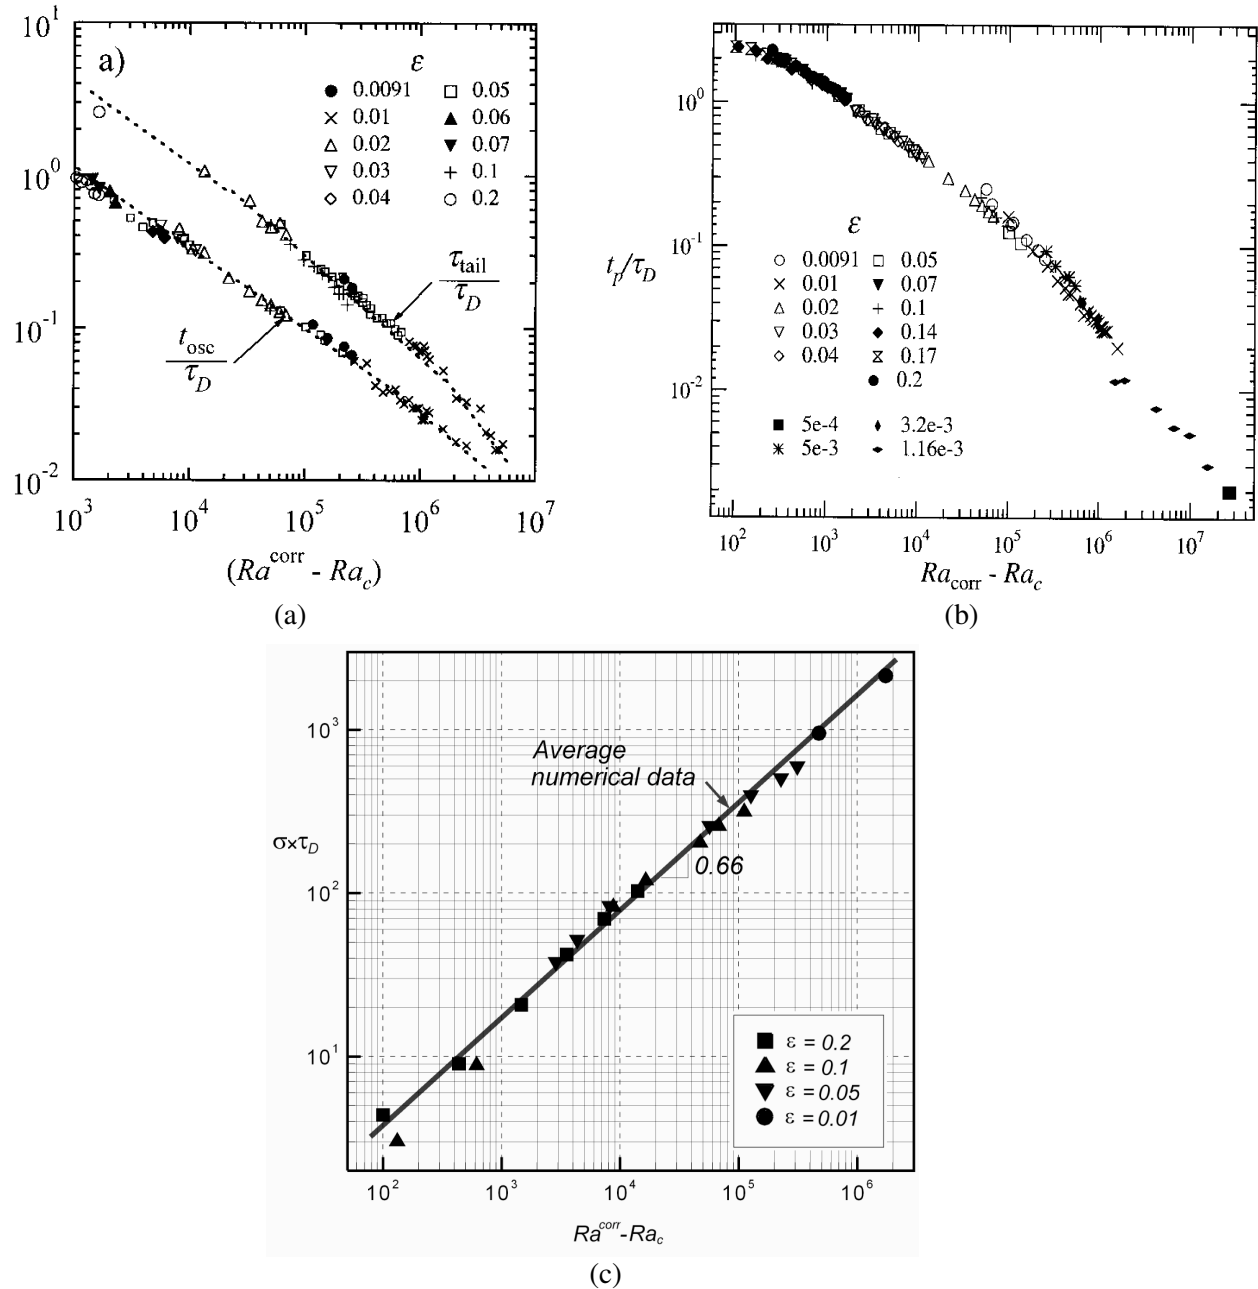 a)
ε
0.0091
0.05
0.01
0.06
0.02
0.07
0.03
0.1
0.04
0.2
10^1
10^0
10^-1
10^-2
τ_tail
τ_D
t_osc
τ_D
10^3 10^4 10^5 10^6 10^7
(Ra^corr - Ra_c)
(a)
10^0
10^-1
10^-2
t_p/τ_D
ε
0.0091
0.05
0.01
0.07
0.02
0.1
0.03
0.14
0.04
0.17
0.2
5e-4
3.2e-3
5e-3
1.16e-3
10^2 10^3 10^4 10^5 10^6 10^7
Ra_corr - Ra_c
(b)
10^3
10^2
10^1
σ×τ_D
Average
numerical data
0.66
ε = 0.2
ε = 0.1
ε = 0.05
ε = 0.01
10^2 10^3 10^4 10^5 10^6
Ra^corr-Ra_c
(c)